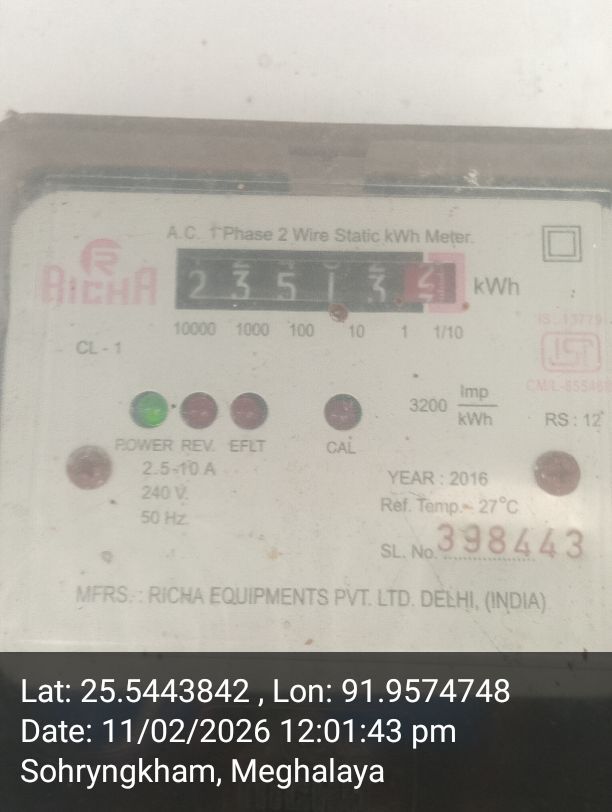 A.C. 1 Phase 2 Wire Static kWh Meter.
RICHA
2 3 5 1 3 kWh
10000 1000 100 10 1 1/10
IS : 13779
CL - 1
ISI
3200 Imp/kWh
RS : 12
POWER REV. EFLT CAL
2.5-10 A
240 V.
50 Hz.
YEAR : 2016
Ref. Temp.- 27°C
SL. No. 398443
MFRS. : RICHA EQUIPMENTS PVT. LTD. DELHI, (INDIA)
Lat: 25.5443842 , Lon: 91.9574748
Date: 11/02/2026 12:01:43 pm
Sohryngkham, Meghalaya